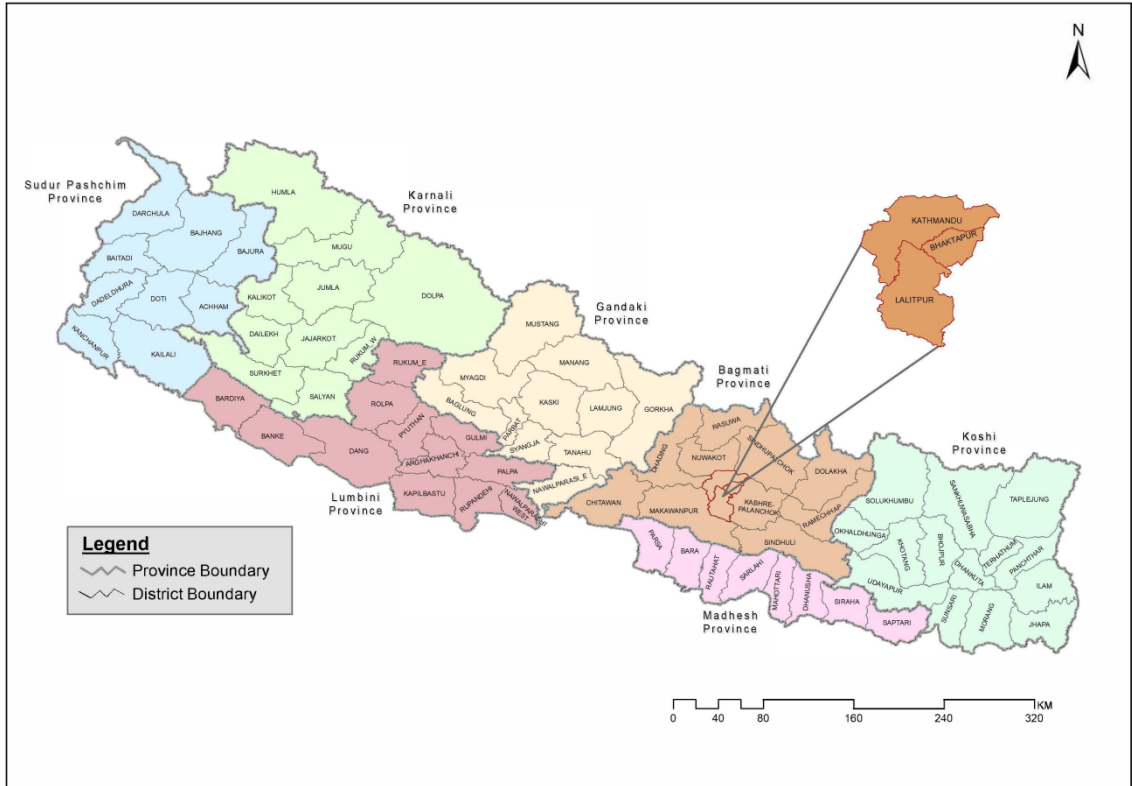 N
Sudur Pashchim
Province
Karnali
Province
Gandaki
Province
Bagmati
Province
Koshi
Province
Lumbini
Province
Madhesh
Province
DARCHULA
BAJHANG
BAJURA
BAITADI
DADELDHURA
DOTI
ACHHAM
KANCHANPUR
KAILALI
HUMLA
MUGU
DOLPA
KALIKOT
JUMLA
DAILEKH
JAJARKOT
RUKUM_W
SURKHET
SALYAN
RUKUM_E
ROLPA
BARDIYA
BANKE
DANG
PYUTHAN
GULMI
ARGHAKHANCHI
PALPA
KAPILBASTU
RUPANDEHI
NAWALPARASI
WEST
MUSTANG
MANANG
MYAGDI
KASKI
LAMJUNG
GORKHA
BAGLUNG
PARBAT
SYANGJA
TANAHU
NAWALPARASI_E
RASUWA
DHADING
NUWAKOT
SINDHUPALCHOK
DOLAKHA
CHITAWAN
MAKAWANPUR
KABHRE-
PALANCHOK
RAMECHHAP
SINDHULI
KATHMANDU
BHAKTAPUR
LALITPUR
PARSA
BARA
RAUTAHAT
SARLAHI
MAHOTTARI
DHANUSHA
SIRAHA
SAPTARI
SOLUKHUMBU
SANKHUWASABHA
TAPLEJUNG
OKHALDHUNGA
KHOTANG
BHOJPUR
TERHATHUM
PANCHTHAR
DHANKUTA
ILAM
UDAYAPUR
SUNSARI
MORANG
JHAPA
Legend
Province Boundary
District Boundary
0 40 80 160 240 320 KM